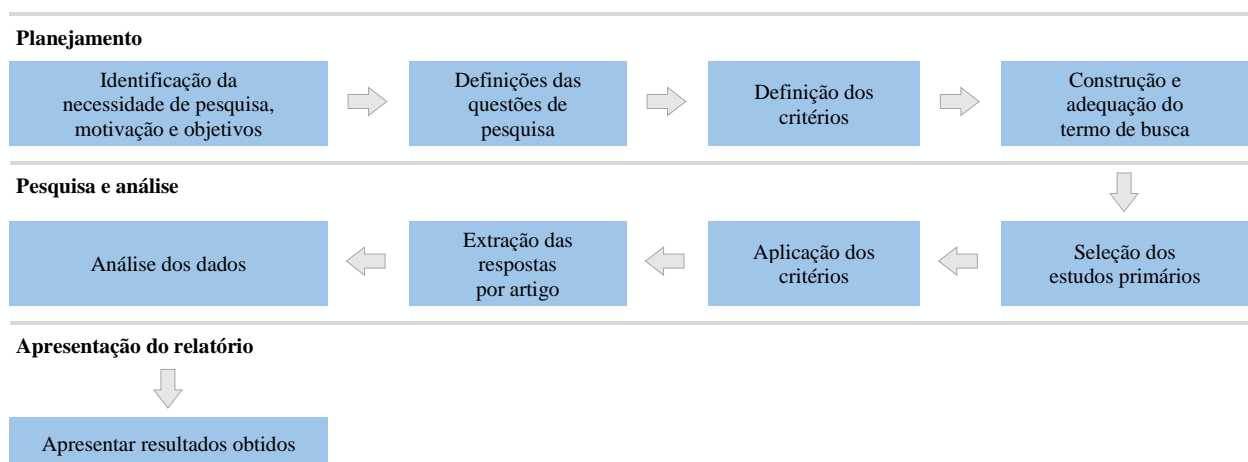 Planejamento
Identificação da
necessidade de pesquisa,
motivação e objetivos
Definições das
questões de
pesquisa
Definição dos
critérios
Construção e
adequação do
termo de busca
Pesquisa e análise
Análise dos dados
Extração das
respostas
por artigo
Aplicação dos
critérios
Seleção dos
estudos primários
Apresentação do relatório
Apresentar resultados obtidos